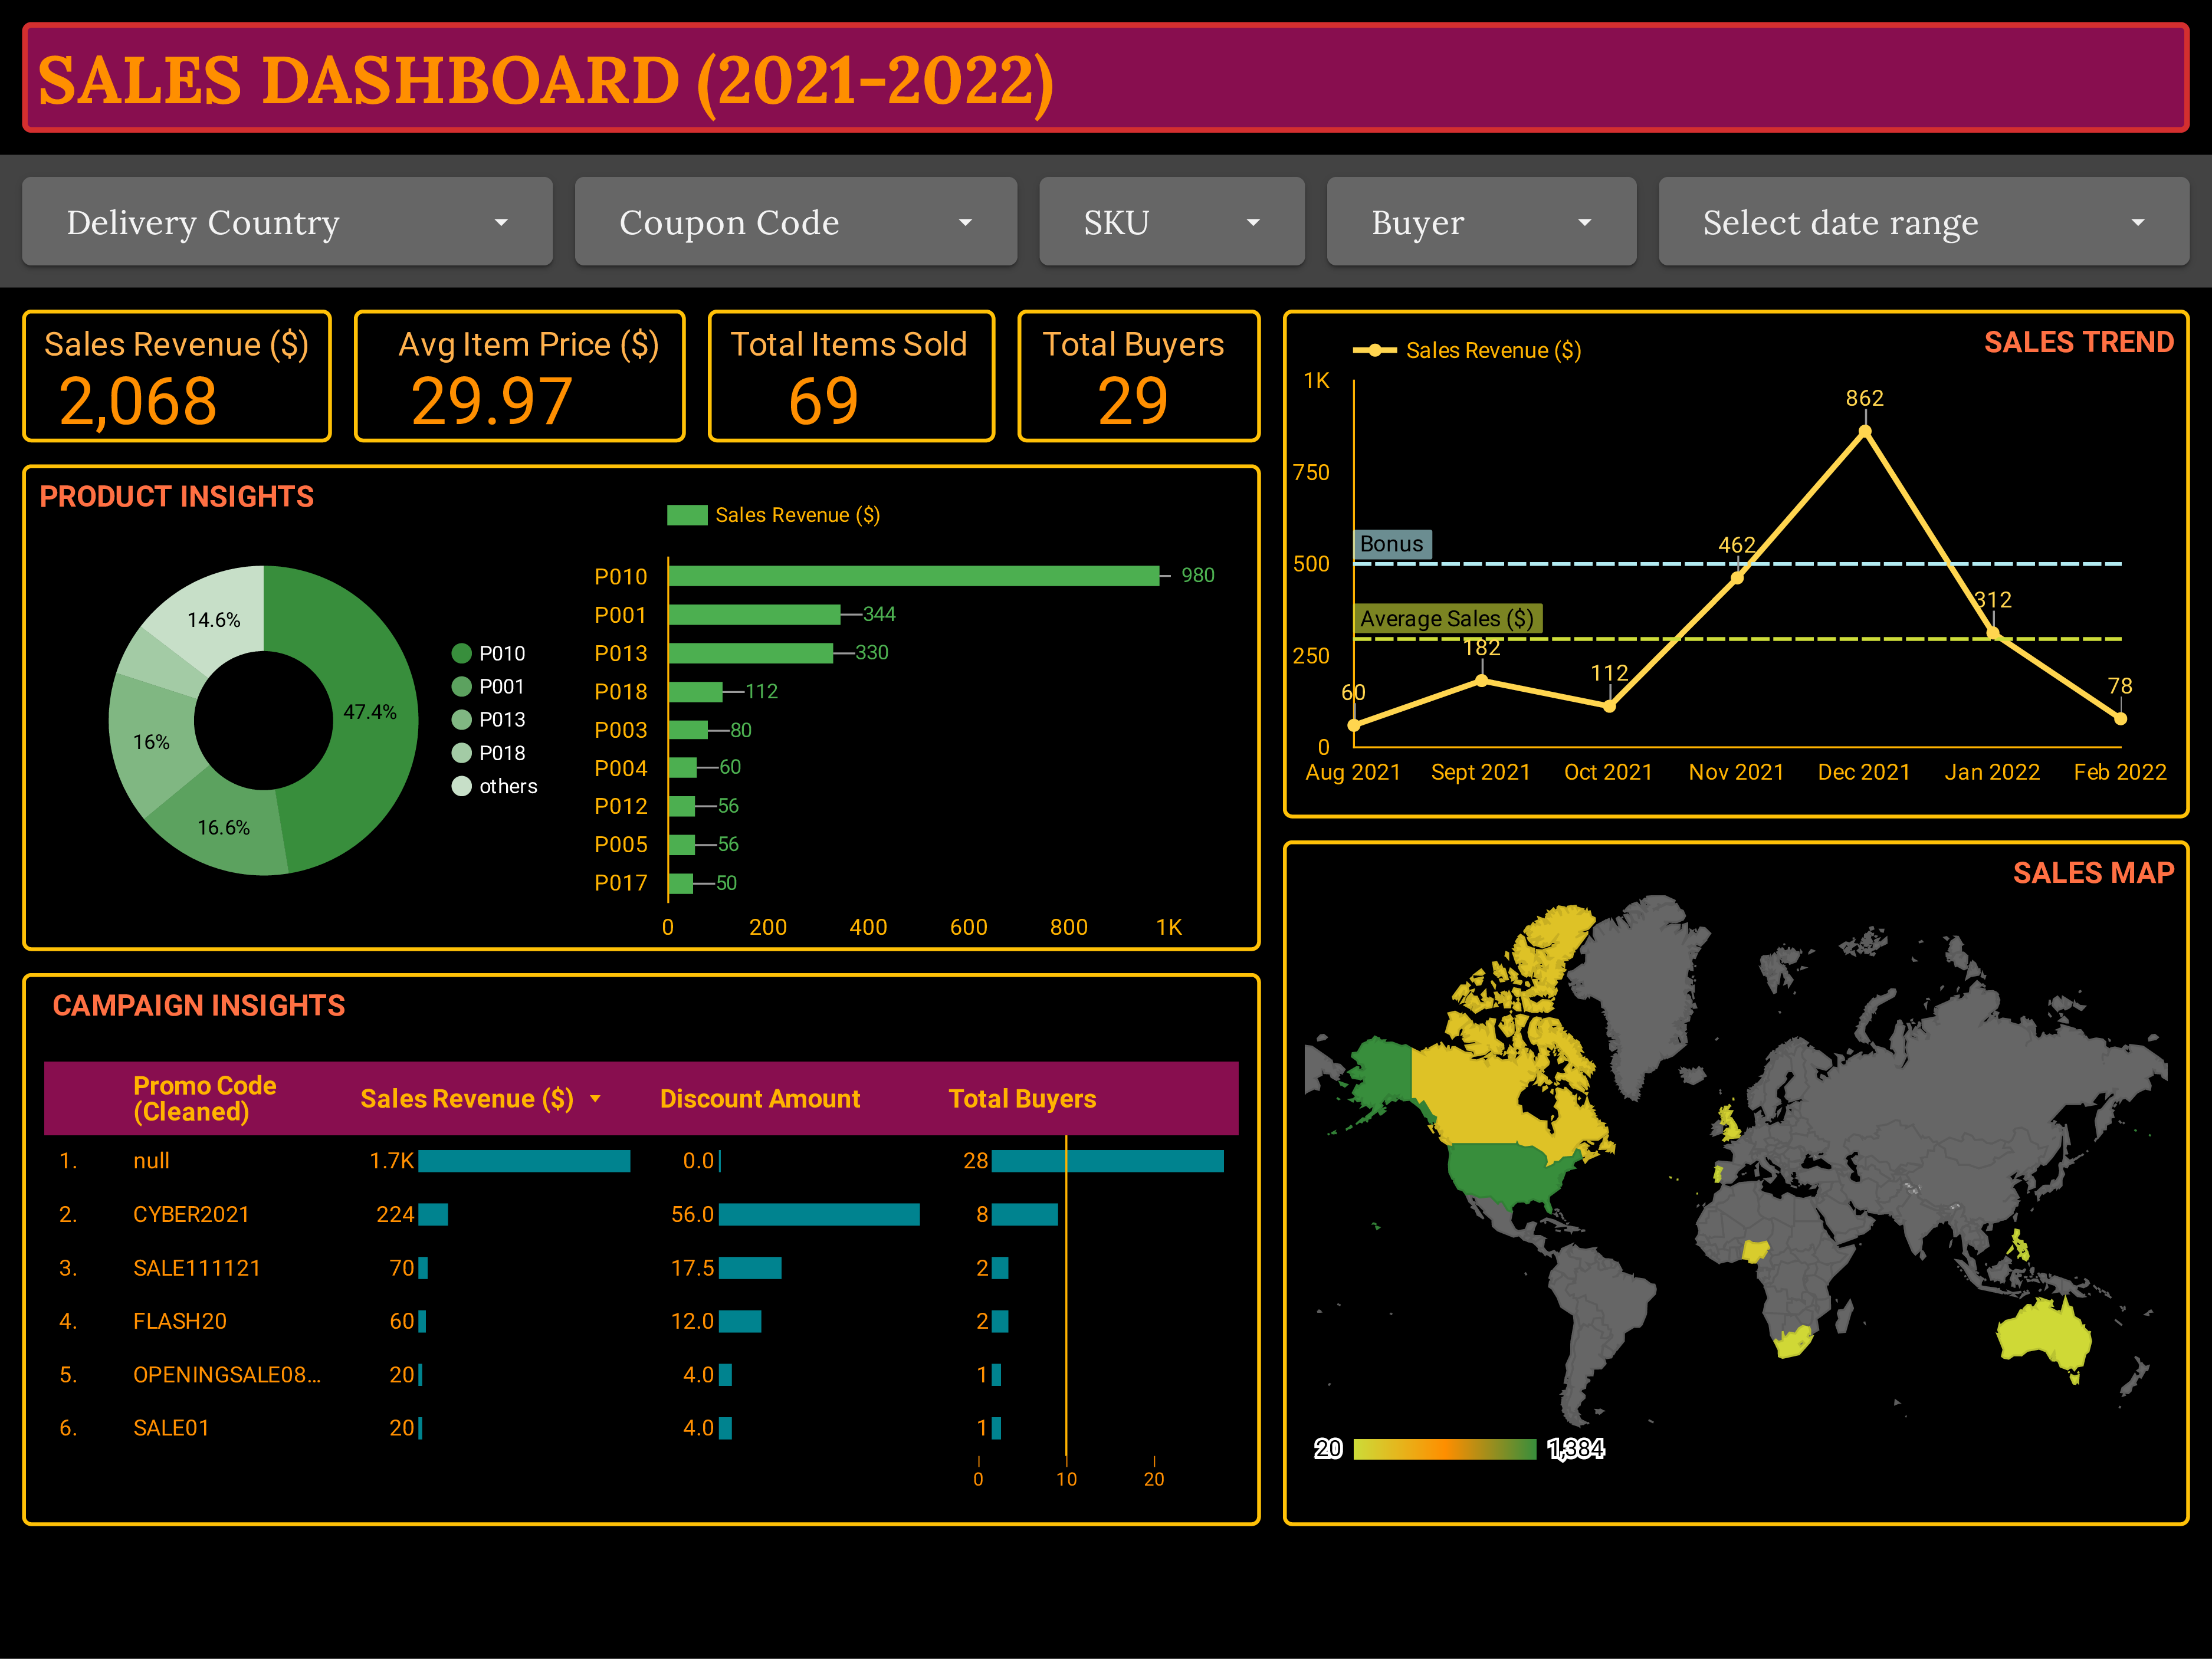 SALES DASHBOARD (2021-2022)
Delivery Country
Coupon Code
SKU
Buyer
Select date range
Sales Revenue ($)
2,068
Avg Item Price ($)
29.97
Total Items Sold
69
Total Buyers
29
PRODUCT INSIGHTS
14.6%
47.4%
16%
16.6%
P010
P001
P013
P018
others
Sales Revenue ($)
P010 980
P001 344
P013 330
P018 112
P003 80
P004 60
P012 56
P005 56
P017 50
0 200 400 600 800 1K
CAMPAIGN INSIGHTS
Promo Code
(Cleaned)
Sales Revenue ($)
Discount Amount
Total Buyers
1. null 1.7K 0.0 28
2. CYBER2021 224 56.0 8
3. SALE111121 70 17.5 2
4. FLASH20 60 12.0 2
5. OPENINGSALE08... 20 4.0 1
6. SALE01 20 4.0 1
0 10 20
SALES TREND
Sales Revenue ($)
1K
750
500
250
0
Bonus
Average Sales ($)
60
182
112
462
862
312
78
Aug 2021 Sept 2021 Oct 2021 Nov 2021 Dec 2021 Jan 2022 Feb 2022
SALES MAP
20 1,384